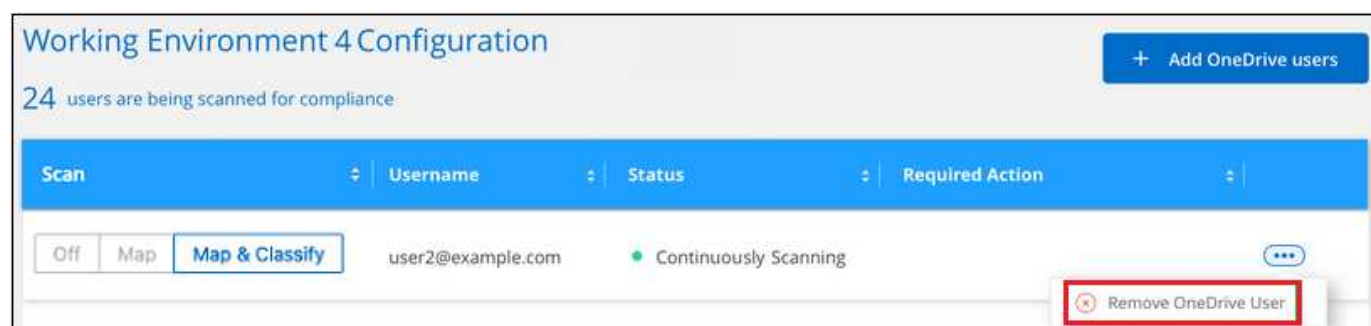 Working Environment 4 Configuration
+ Add OneDrive users
24 users are being scanned for compliance
Scan Username Status Required Action
Off Map Map & Classify user2@example.com Continuously Scanning
Remove OneDrive User